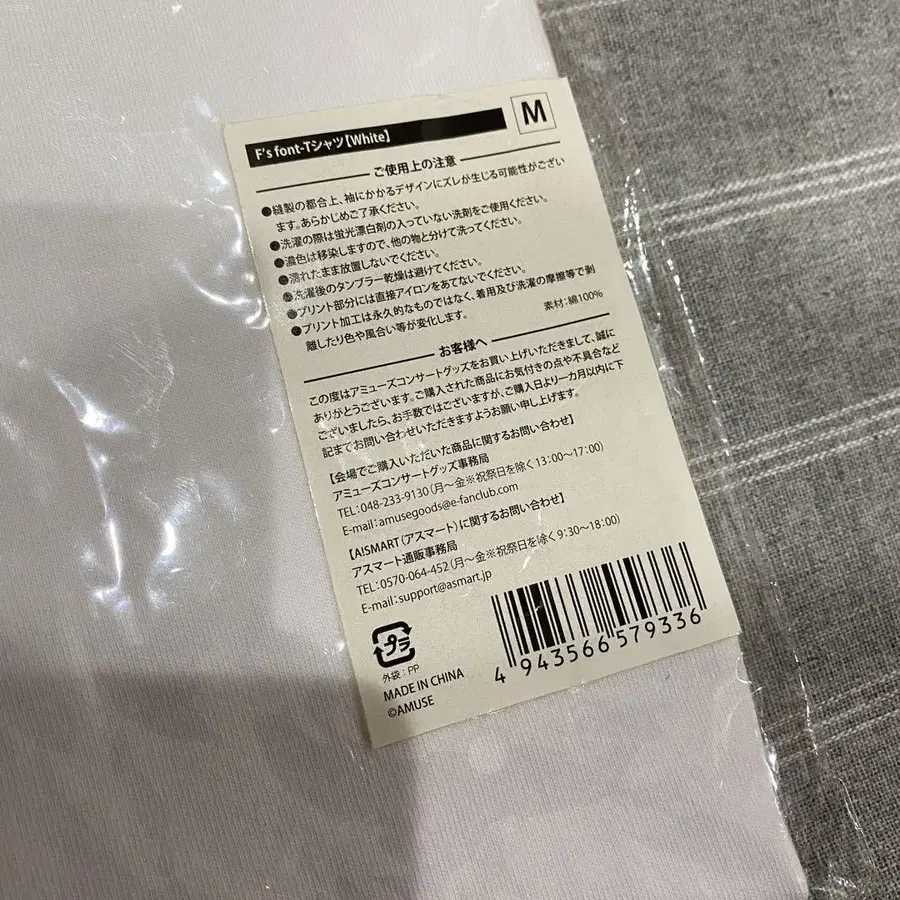 F's font-Tシャツ【White】
M
ご使用上の注意
●縫製の都合上、袖にかかるデザインにズレが生じる可能性がござい
ます。あらかじめご了承ください。
●洗濯の際は蛍光漂白剤の入っていない洗剤をご使用ください。
●濃色は移染しますので、他の物と分けて洗ってください。
●濡れたまま放置しないでください。
●洗濯後のタンブラー乾燥は避けてください。
●プリント部分には直接アイロンをあてないでください。
●プリント加工は永久的なものではなく、着用及び洗濯の摩擦等で剥
離したり色や風合い等が変化します。
素材:綿100%
お客様へ
この度はアミューズコンサートグッズをお買い上げいただきまして、誠に
ありがとうございます。ご購入された商品にお気付きの点や不具合など
ございましたら、お手数ではございますが、ご購入日より一カ月以内に下
記までお問い合わせいただきますようお願い申し上げます。
【会場でご購入いただいた商品に関するお問い合わせ】
アミューズコンサートグッズ事務局
TEL:048-233-9130(月〜金※祝祭日を除く13:00〜17:00)
E-mail:amusegoods@e-fanclub.com
【A!SMART(アスマート)に関するお問い合わせ】
アスマート通販事務局
TEL:0570-064-452(月〜金※祝祭日を除く9:30〜18:00)
E-mail:support@asmart.jp
プラ
外袋:PP
MADE IN CHINA
©AMUSE
4 943566 579336